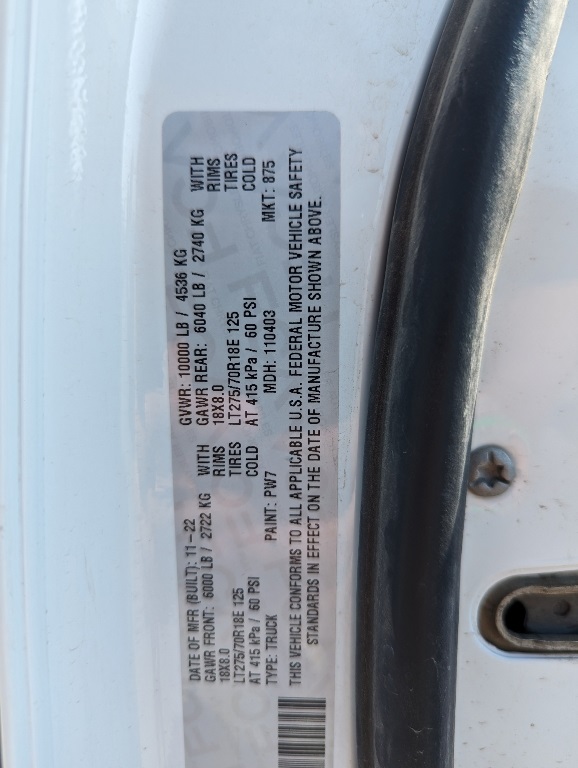 DATE OF MFR (BUILT): 11-22 GVWR: 10000 LB / 4536 KG
GAWR FRONT: 6000 LB / 2722 KG WITH GAWR REAR: 6040 LB / 2740 KG WITH
18X8.0 RIMS 18X8.0 RIMS
LT275/70R18E 125 TIRES LT275/70R18E 125 TIRES
AT 415 kPa / 60 PSI COLD AT 415 kPa / 60 PSI COLD
TYPE: TRUCK PAINT: PW7 MDH: 110403 MKT: 875
THIS VEHICLE CONFORMS TO ALL APPLICABLE U.S.A. FEDERAL MOTOR VEHICLE SAFETY
STANDARDS IN EFFECT ON THE DATE OF MANUFACTURE SHOWN ABOVE.